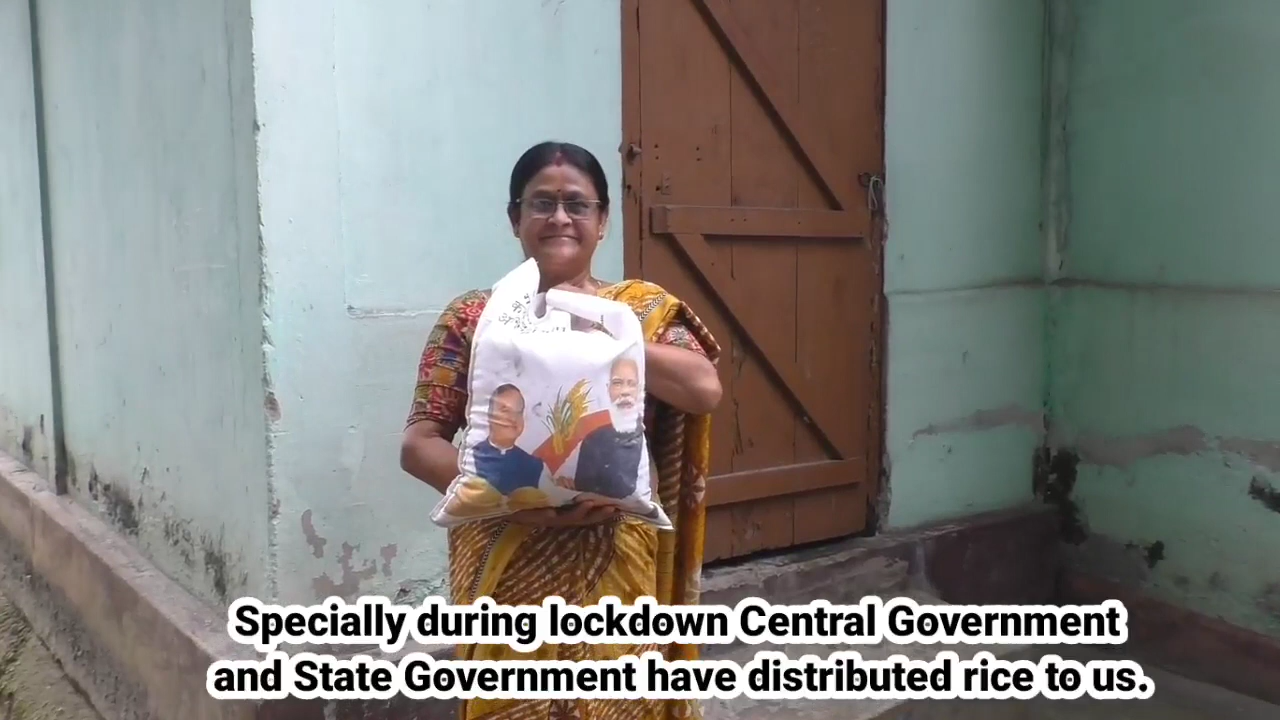 Specially during lockdown Central Government
and State Government have distributed rice to us.